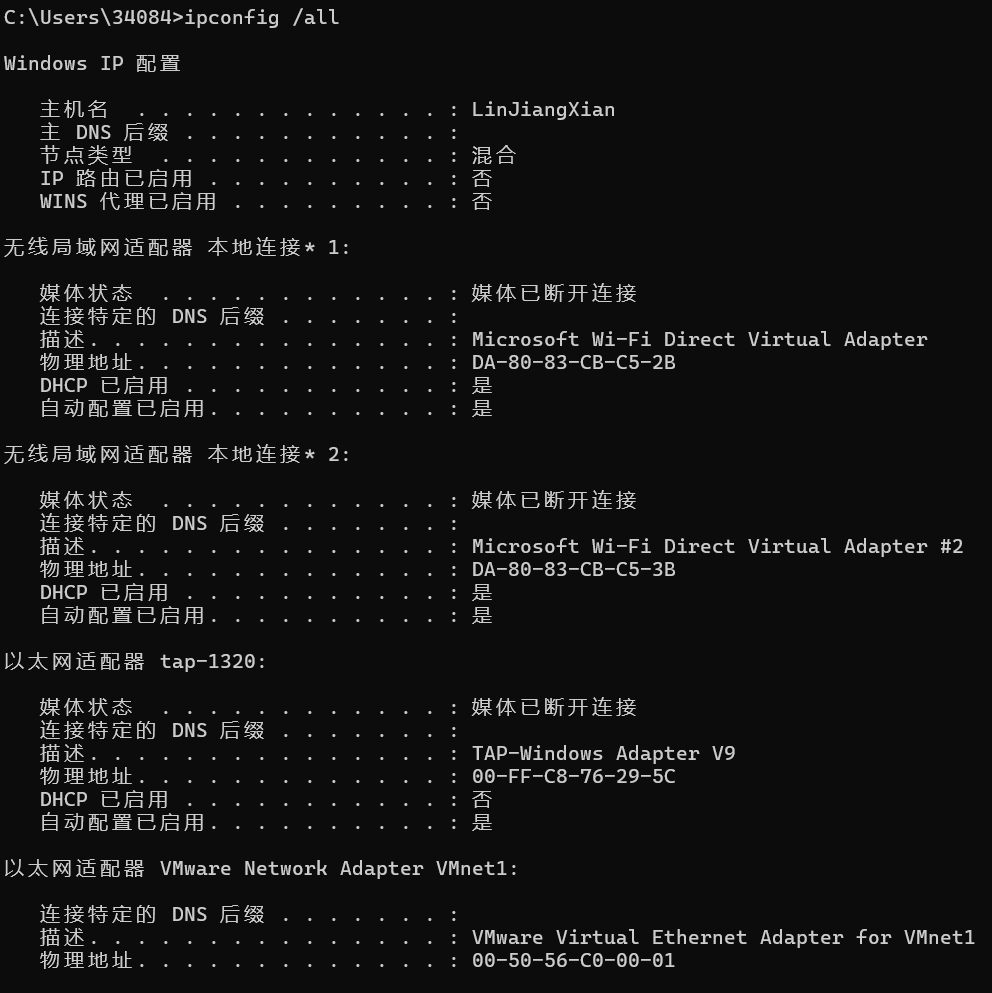 C:\Users\34084>ipconfig /all
Windows IP 配置
主机名 . . . . . . . . . . . . . : LinJiangXian
主 DNS 后缀 . . . . . . . . . . . :
节点类型 . . . . . . . . . . . . : 混合
IP 路由已启用 . . . . . . . . . . : 否
WINS 代理已启用 . . . . . . . . . : 否
无线局域网适配器 本地连接* 1:
媒体状态 . . . . . . . . . . . . : 媒体已断开连接
连接特定的 DNS 后缀 . . . . . . . :
描述. . . . . . . . . . . . . . . : Microsoft Wi-Fi Direct Virtual Adapter
物理地址. . . . . . . . . . . . . : DA-80-83-CB-C5-2B
DHCP 已启用 . . . . . . . . . . . : 是
自动配置已启用. . . . . . . . . . : 是
无线局域网适配器 本地连接* 2:
媒体状态 . . . . . . . . . . . . : 媒体已断开连接
连接特定的 DNS 后缀 . . . . . . . :
描述. . . . . . . . . . . . . . . : Microsoft Wi-Fi Direct Virtual Adapter #2
物理地址. . . . . . . . . . . . . : DA-80-83-CB-C5-3B
DHCP 已启用 . . . . . . . . . . . : 是
自动配置已启用. . . . . . . . . . : 是
以太网适配器 tap-1320:
媒体状态 . . . . . . . . . . . . : 媒体已断开连接
连接特定的 DNS 后缀 . . . . . . . :
描述. . . . . . . . . . . . . . . : TAP-Windows Adapter V9
物理地址. . . . . . . . . . . . . : 00-FF-C8-76-29-5C
DHCP 已启用 . . . . . . . . . . . : 否
自动配置已启用. . . . . . . . . . : 是
以太网适配器 VMware Network Adapter VMnet1:
连接特定的 DNS 后缀 . . . . . . . :
描述. . . . . . . . . . . . . . . : VMware Virtual Ethernet Adapter for VMnet1
物理地址. . . . . . . . . . . . . : 00-50-56-C0-00-01